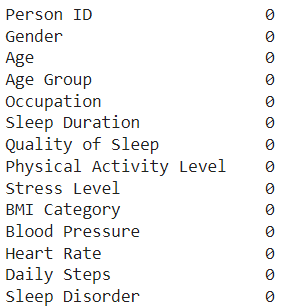 Person ID 0
Gender 0
Age 0
Age Group 0
Occupation 0
Sleep Duration 0
Quality of Sleep 0
Physical Activity Level 0
Stress Level 0
BMI Category 0
Blood Pressure 0
Heart Rate 0
Daily Steps 0
Sleep Disorder 0